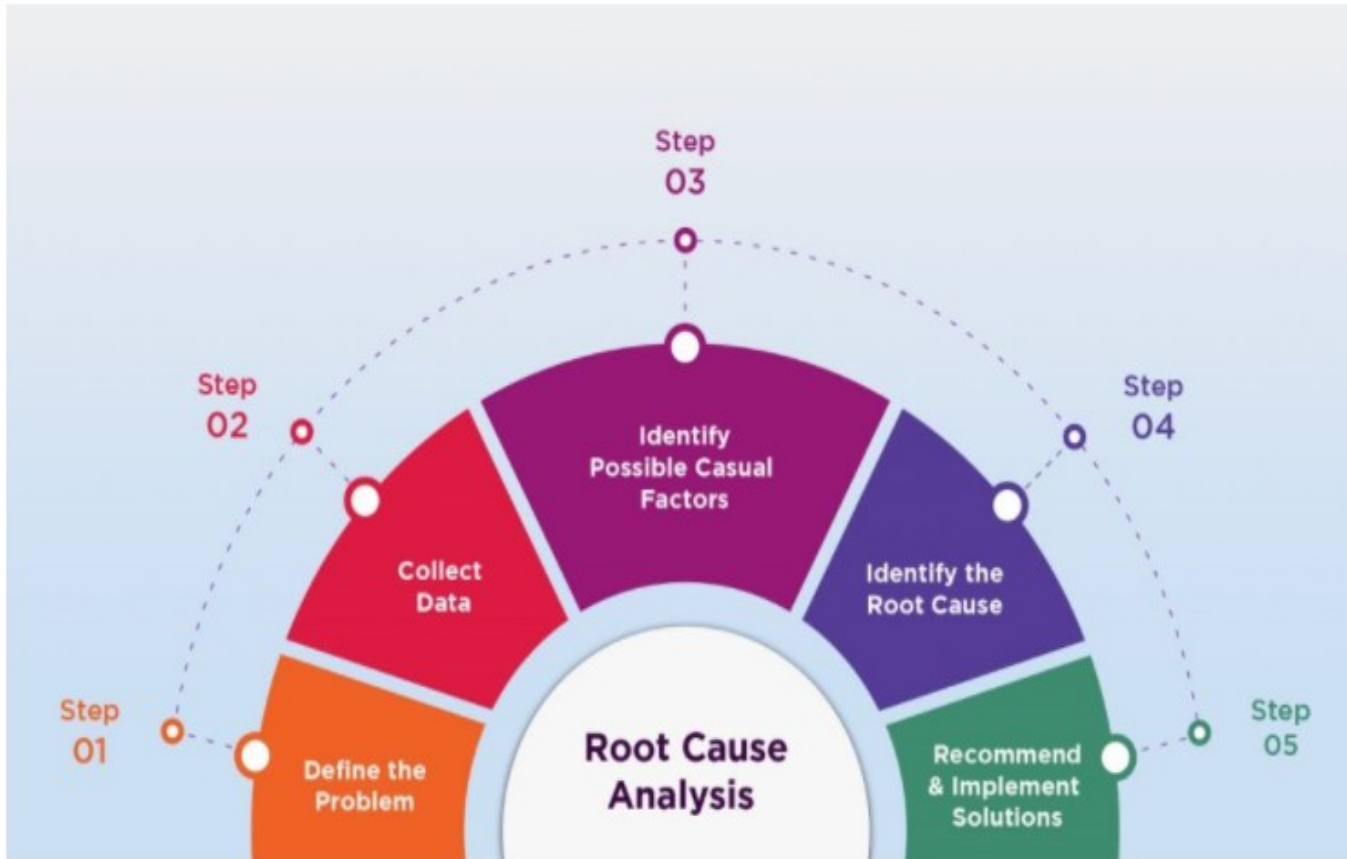 Step
01
Define the
Problem
Step
02
Collect
Data
Step
03
Identify
Possible Casual
Factors
Step
04
Identify the
Root Cause
Step
05
Recommend
& Implement
Solutions
Root Cause
Analysis